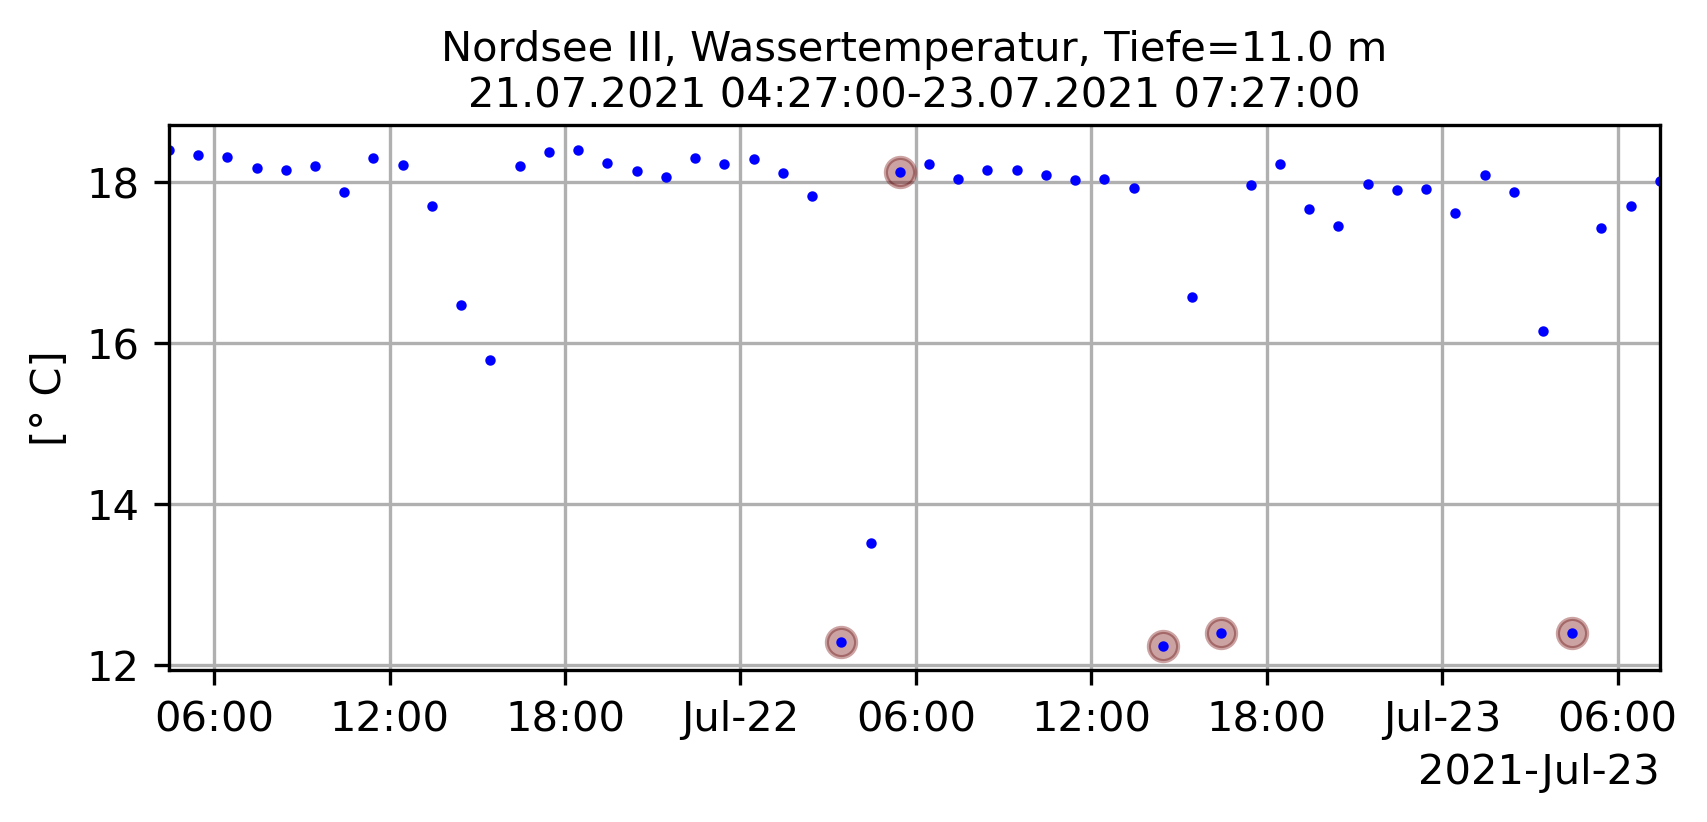 Nordsee III, Wassertemperatur, Tiefe=11.0 m
21.07.2021 04:27:00-23.07.2021 07:27:00
18
16
14
12
[° C]
06:00 12:00 18:00 Jul-22 06:00 12:00 18:00 Jul-23 06:00
2021-Jul-23